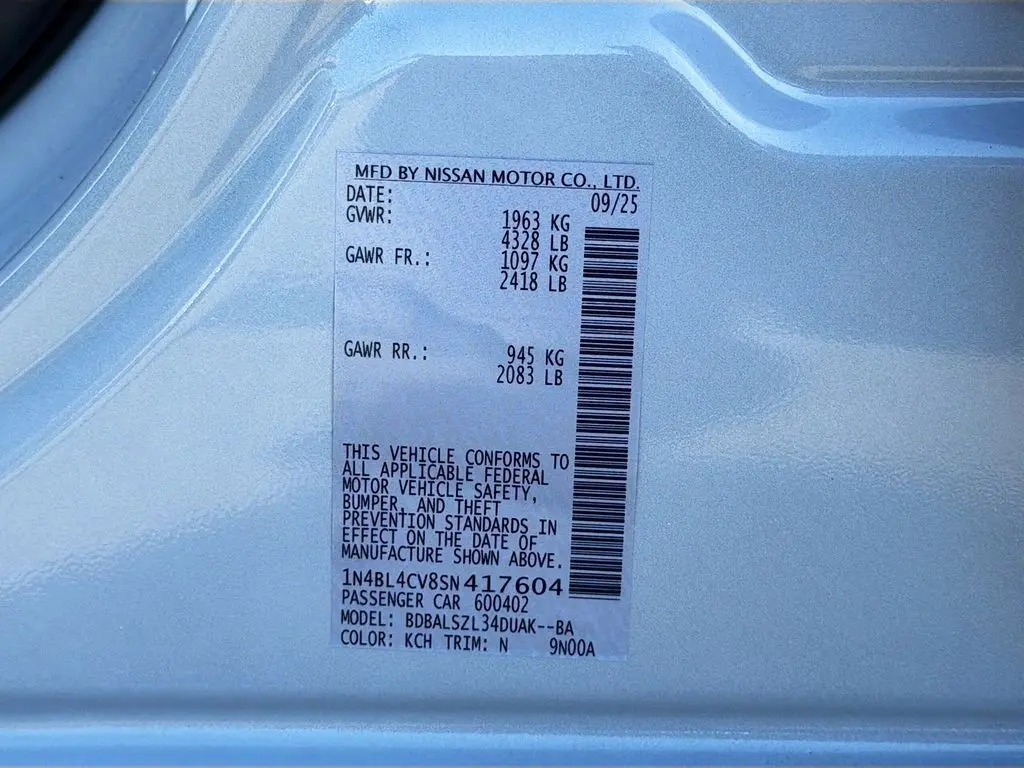 MFD BY NISSAN MOTOR CO., LTD.
DATE: 09/25
GVWR: 1963 KG
4328 LB
GAWR FR.: 1097 KG
2418 LB
GAWR RR.: 945 KG
2083 LB
THIS VEHICLE CONFORMS TO
ALL APPLICABLE FEDERAL
MOTOR VEHICLE SAFETY,
BUMPER, AND THEFT
PREVENTION STANDARDS IN
EFFECT ON THE DATE OF
MANUFACTURE SHOWN ABOVE.
1N4BL4CV8SN417604
PASSENGER CAR 600402
MODEL: BDBALSZL34DUAK--BA
COLOR: KCH TRIM: N 9N00A